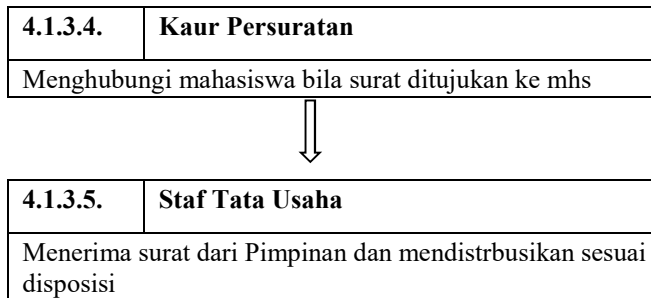 4.1.3.4. Kaur Persuratan
Menghubungi mahasiswa bila surat ditujukan ke mhs
4.1.3.5. Staf Tata Usaha
Menerima surat dari Pimpinan dan mendistrbusikan sesuai
disposisi